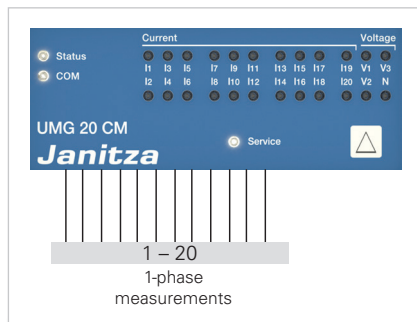 Current Voltage
Status
COM
I1 I3 I5 I7 I9 I11 I13 I15 I17 I19 V1 V3
I2 I4 I6 I8 I10 I12 I14 I16 I18 I20 V2 N
UMG 20 CM
Service
Janitza
1 – 20
1-phase
measurements